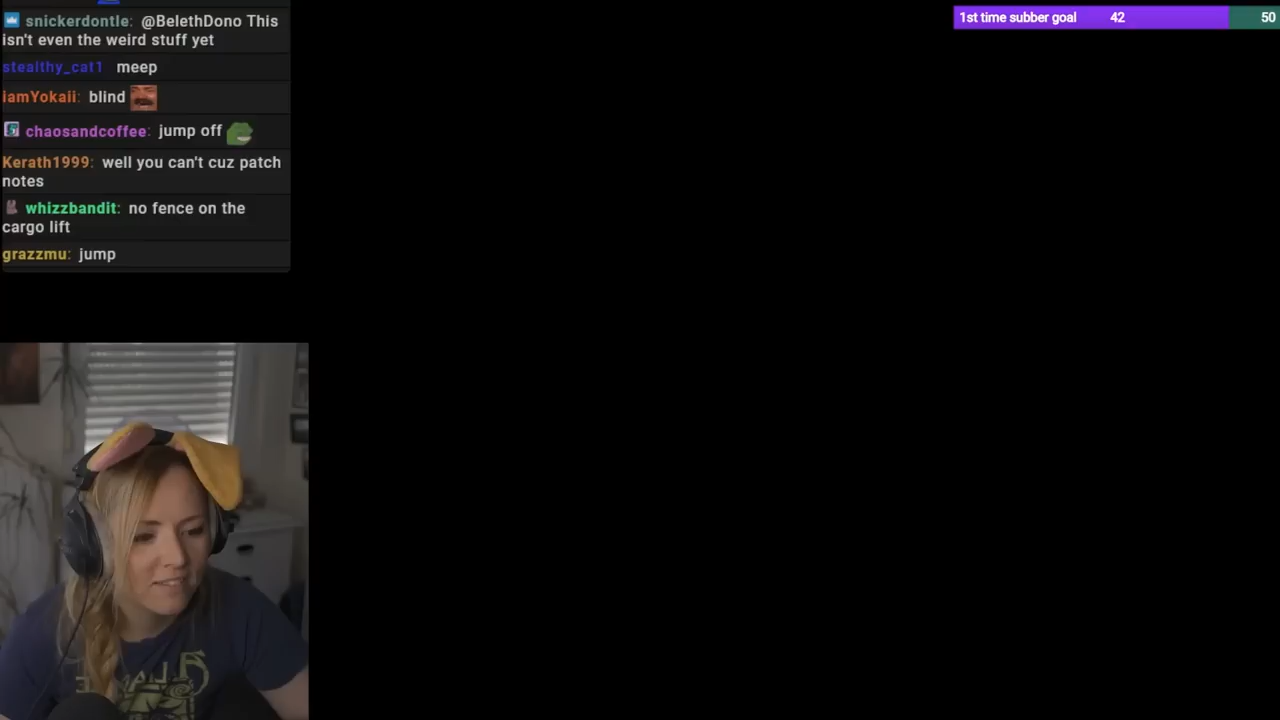 snickerdontle: @BelethDono This
isn't even the weird stuff yet
stealthy_cat1 meep
iamYokaii: blind
chaosandcoffee: jump off
Kerath1999: well you can't cuz patch
notes
whizzbandit: no fence on the
cargo lift
grazzmu: jump
1st time subber goal 42 50